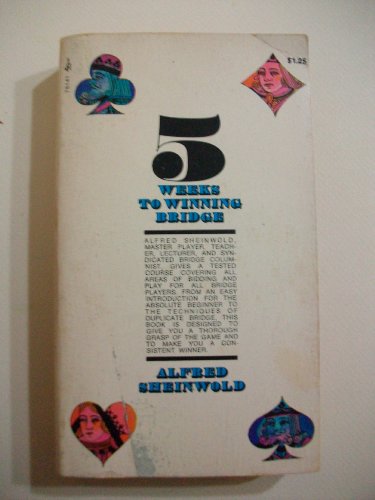 $1.25
5
WEEKS
TO WINNING
BRIDGE
ALFRED SHEINWOLD,
MASTER PLAYER, TEACH-
ER, LECTURER, AND SYN-
DICATED BRIDGE COLUM-
NIST, GIVES A TESTED
COURSE COVERING ALL
AREAS OF BIDDING AND
PLAY FOR ALL BRIDGE
PLAYERS. FROM AN EASY
INTRODUCTION FOR THE
ABSOLUTE BEGINNER TO
THE TECHNIQUES OF
DUPLICATE BRIDGE, THIS
BOOK IS DESIGNED TO
GIVE YOU A THOROUGH
GRASP OF THE GAME AND
TO MAKE YOU A CON-
SISTENT WINNER.
ALFRED
SHEINWOLD